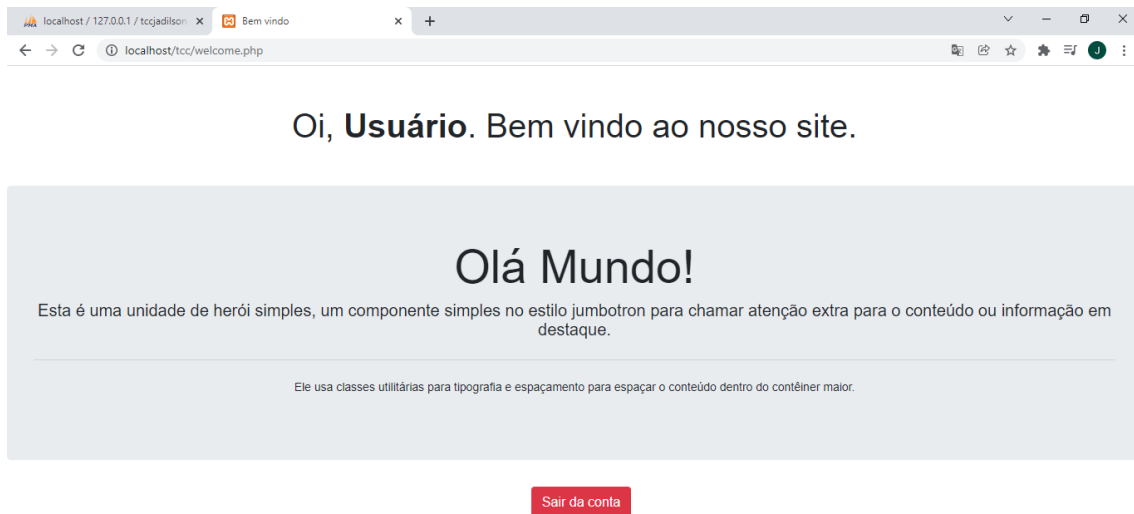 localhost / 127.0.0.1 / tccjadilson
Bem vindo
localhost/tcc/welcome.php
J
Oi, Usuário. Bem vindo ao nosso site.
Olá Mundo!
Esta é uma unidade de herói simples, um componente simples no estilo jumbotron para chamar atenção extra para o conteúdo ou informação em
destaque.
Ele usa classes utilitárias para tipografia e espaçamento para espaçar o conteúdo dentro do contêiner maior.
Sair da conta